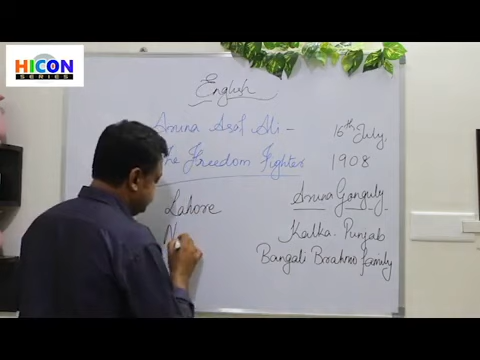 HICON
SERIES
English
Aruna Asaf Ali - 16th July,
The Freedom Fighter 1908
Lahore
Aruna Ganguly
Kalka. Punjab
Bangali Brahmo family
N